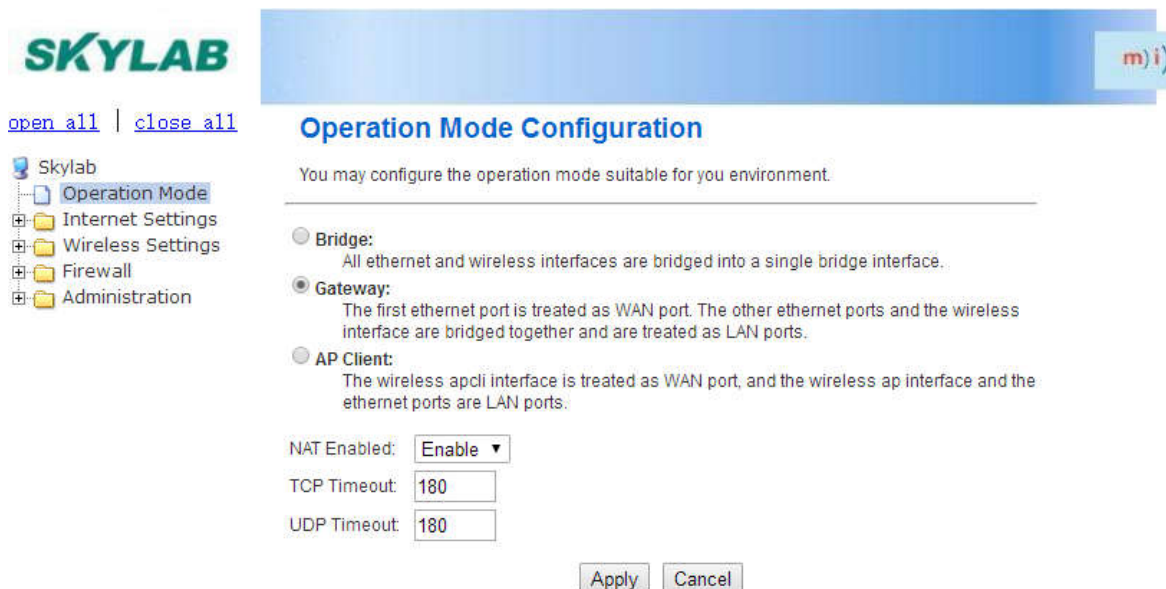 SKYLAB
m)i)
open all | close all
Skylab
Operation Mode
Internet Settings
Wireless Settings
Firewall
Administration
Operation Mode Configuration
You may configure the operation mode suitable for you environment.
Bridge:
All ethernet and wireless interfaces are bridged into a single bridge interface.
Gateway:
The first ethernet port is treated as WAN port. The other ethernet ports and the wireless
interface are bridged together and are treated as LAN ports.
AP Client:
The wireless apcli interface is treated as WAN port, and the wireless ap interface and the
ethernet ports are LAN ports.
NAT Enabled: Enable
TCP Timeout: 180
UDP Timeout: 180
Apply Cancel